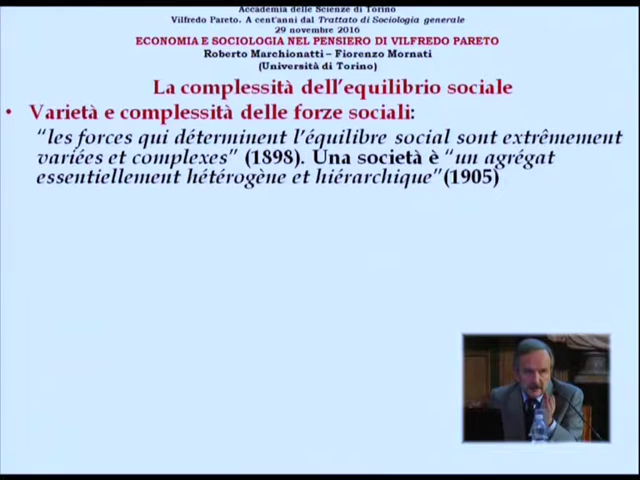 Accademia delle Scienze di Torino
Vilfredo Pareto. A cent'anni dal Trattato di Sociologia generale
29 novembre 2016
ECONOMIA E SOCIOLOGIA NEL PENSIERO DI VILFREDO PARETO
Roberto Marchionatti – Fiorenzo Mornati
(Università di Torino)
La complessità dell'equilibrio sociale
• Varietà e complessità delle forze sociali:
"les forces qui déterminent l'équilibre social sont extrêmement
variées et complexes" (1898). Una società è "un agrégat
essentiellement hétérogène et hiérarchique"(1905)